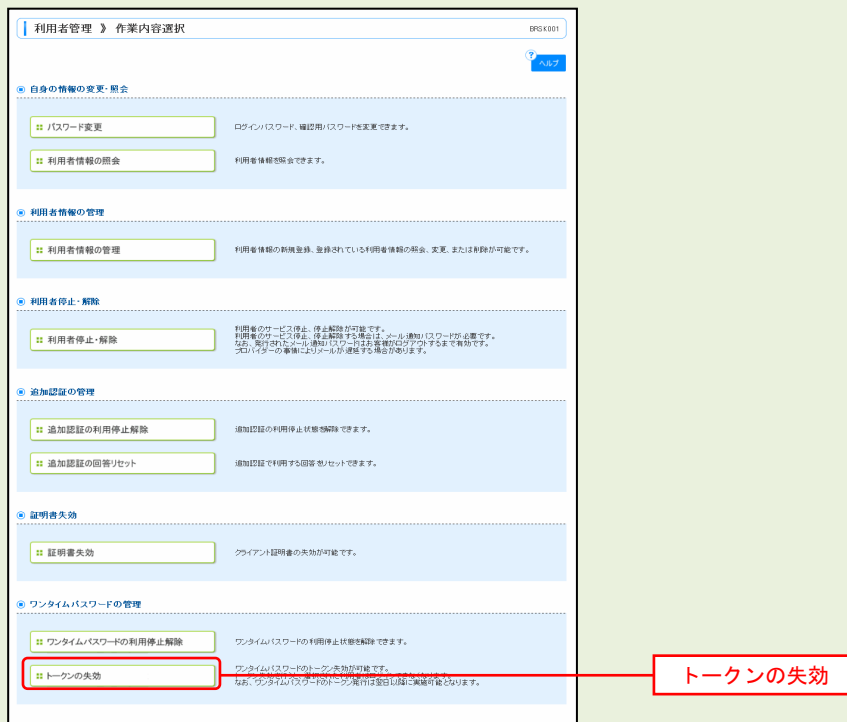 利用者管理 》 作業内容選択
BRSK001
?
ヘルプ
自身の情報の変更・照会
パスワード変更
ログインパスワード、確認用パスワードを変更できます。
利用者情報の照会
利用者情報を照会できます。
利用者情報の管理
利用者情報の管理
利用者情報の新規登録、登録されている利用者情報の照会、変更、または削除が可能です。
利用者停止・解除
利用者停止・解除
利用者のサービス停止、停止解除が可能です。
利用者のサービス停止、停止解除する場合は、メール通知パスワードが必要です。
なお、発行されたメール通知パスワードはお客様がログアウトするまで有効です。
プロバイダーの事情によりメールが遅延する場合があります。
追加認証の管理
追加認証の利用停止解除
追加認証の利用停止状態を解除できます。
追加認証の回答リセット
追加認証で利用する回答をリセットできます。
証明書失効
証明書失効
クライアント証明書の失効が可能です。
ワンタイムパスワードの管理
ワンタイムパスワードの利用停止解除
ワンタイムパスワードの利用停止状態を解除できます。
トークンの失効
ワンタイムパスワードのトークン失効が可能です。
なお、ワンタイムパスワードのトークン発行は翌日以降に実施可能となります。
トークンの失効